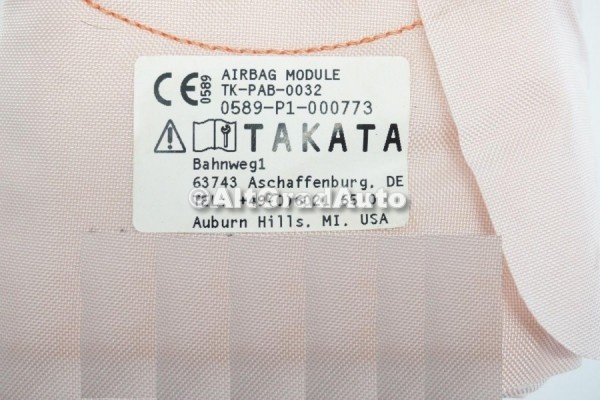 CE 0589
AIRBAG MODULE
TK-PAB-0032
0589-P1-000773
TAKATA
Bahnweg1
63743 Aschaffenburg, DE
©AltGradAuto
Auburn Hills, MI, USA